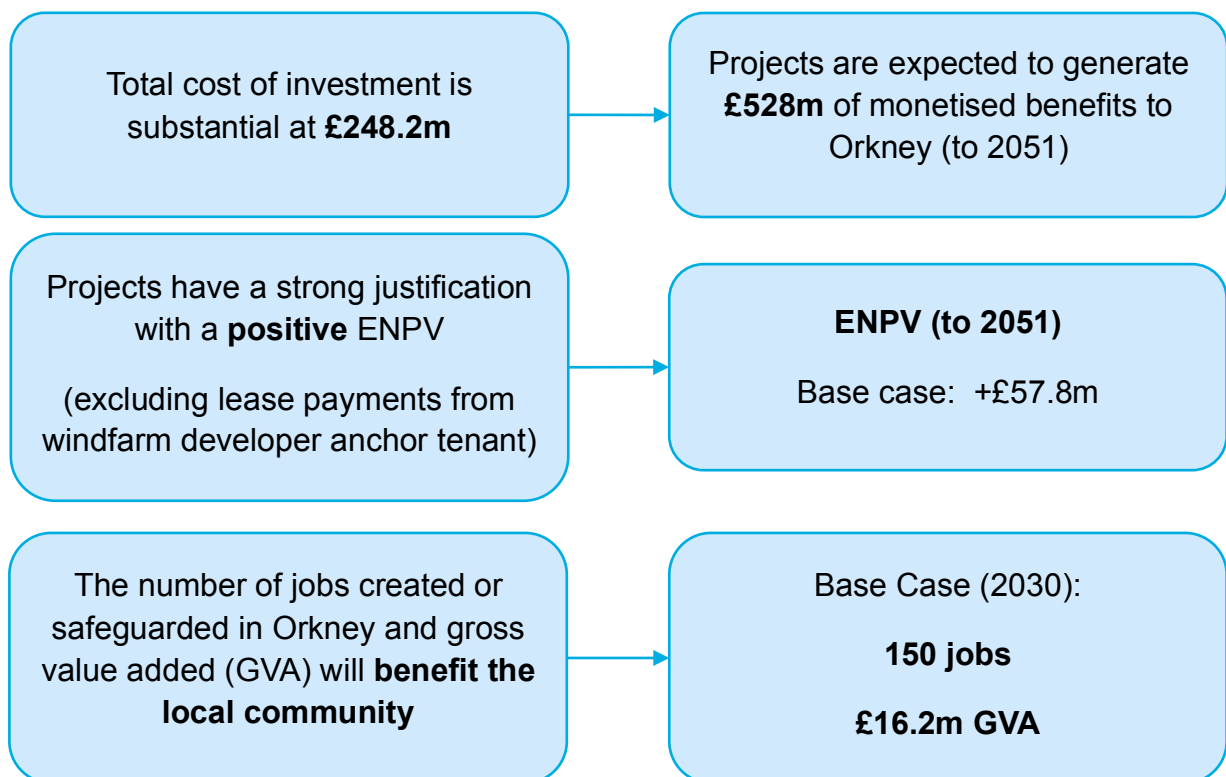 Total cost of investment is
substantial at £248.2m
Projects are expected to generate
£528m of monetised benefits to
Orkney (to 2051)
Projects have a strong justification
with a positive ENPV
(excluding lease payments from
windfarm developer anchor tenant)
ENPV (to 2051)
Base case:  +£57.8m
The number of jobs created or
safeguarded in Orkney and gross
value added (GVA) will benefit the
local community
Base Case (2030):
150 jobs
£16.2m GVA